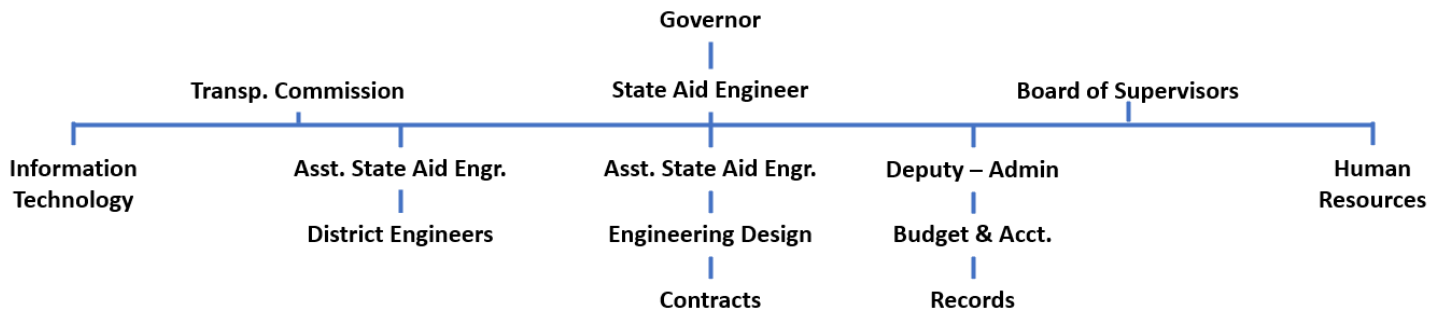 Governor
Transp. Commission
State Aid Engineer
Board of Supervisors
Information
Technology
Asst. State Aid Engr.
Asst. State Aid Engr.
Deputy – Admin
Human
Resources
District Engineers
Engineering Design
Budget & Acct.
Contracts
Records